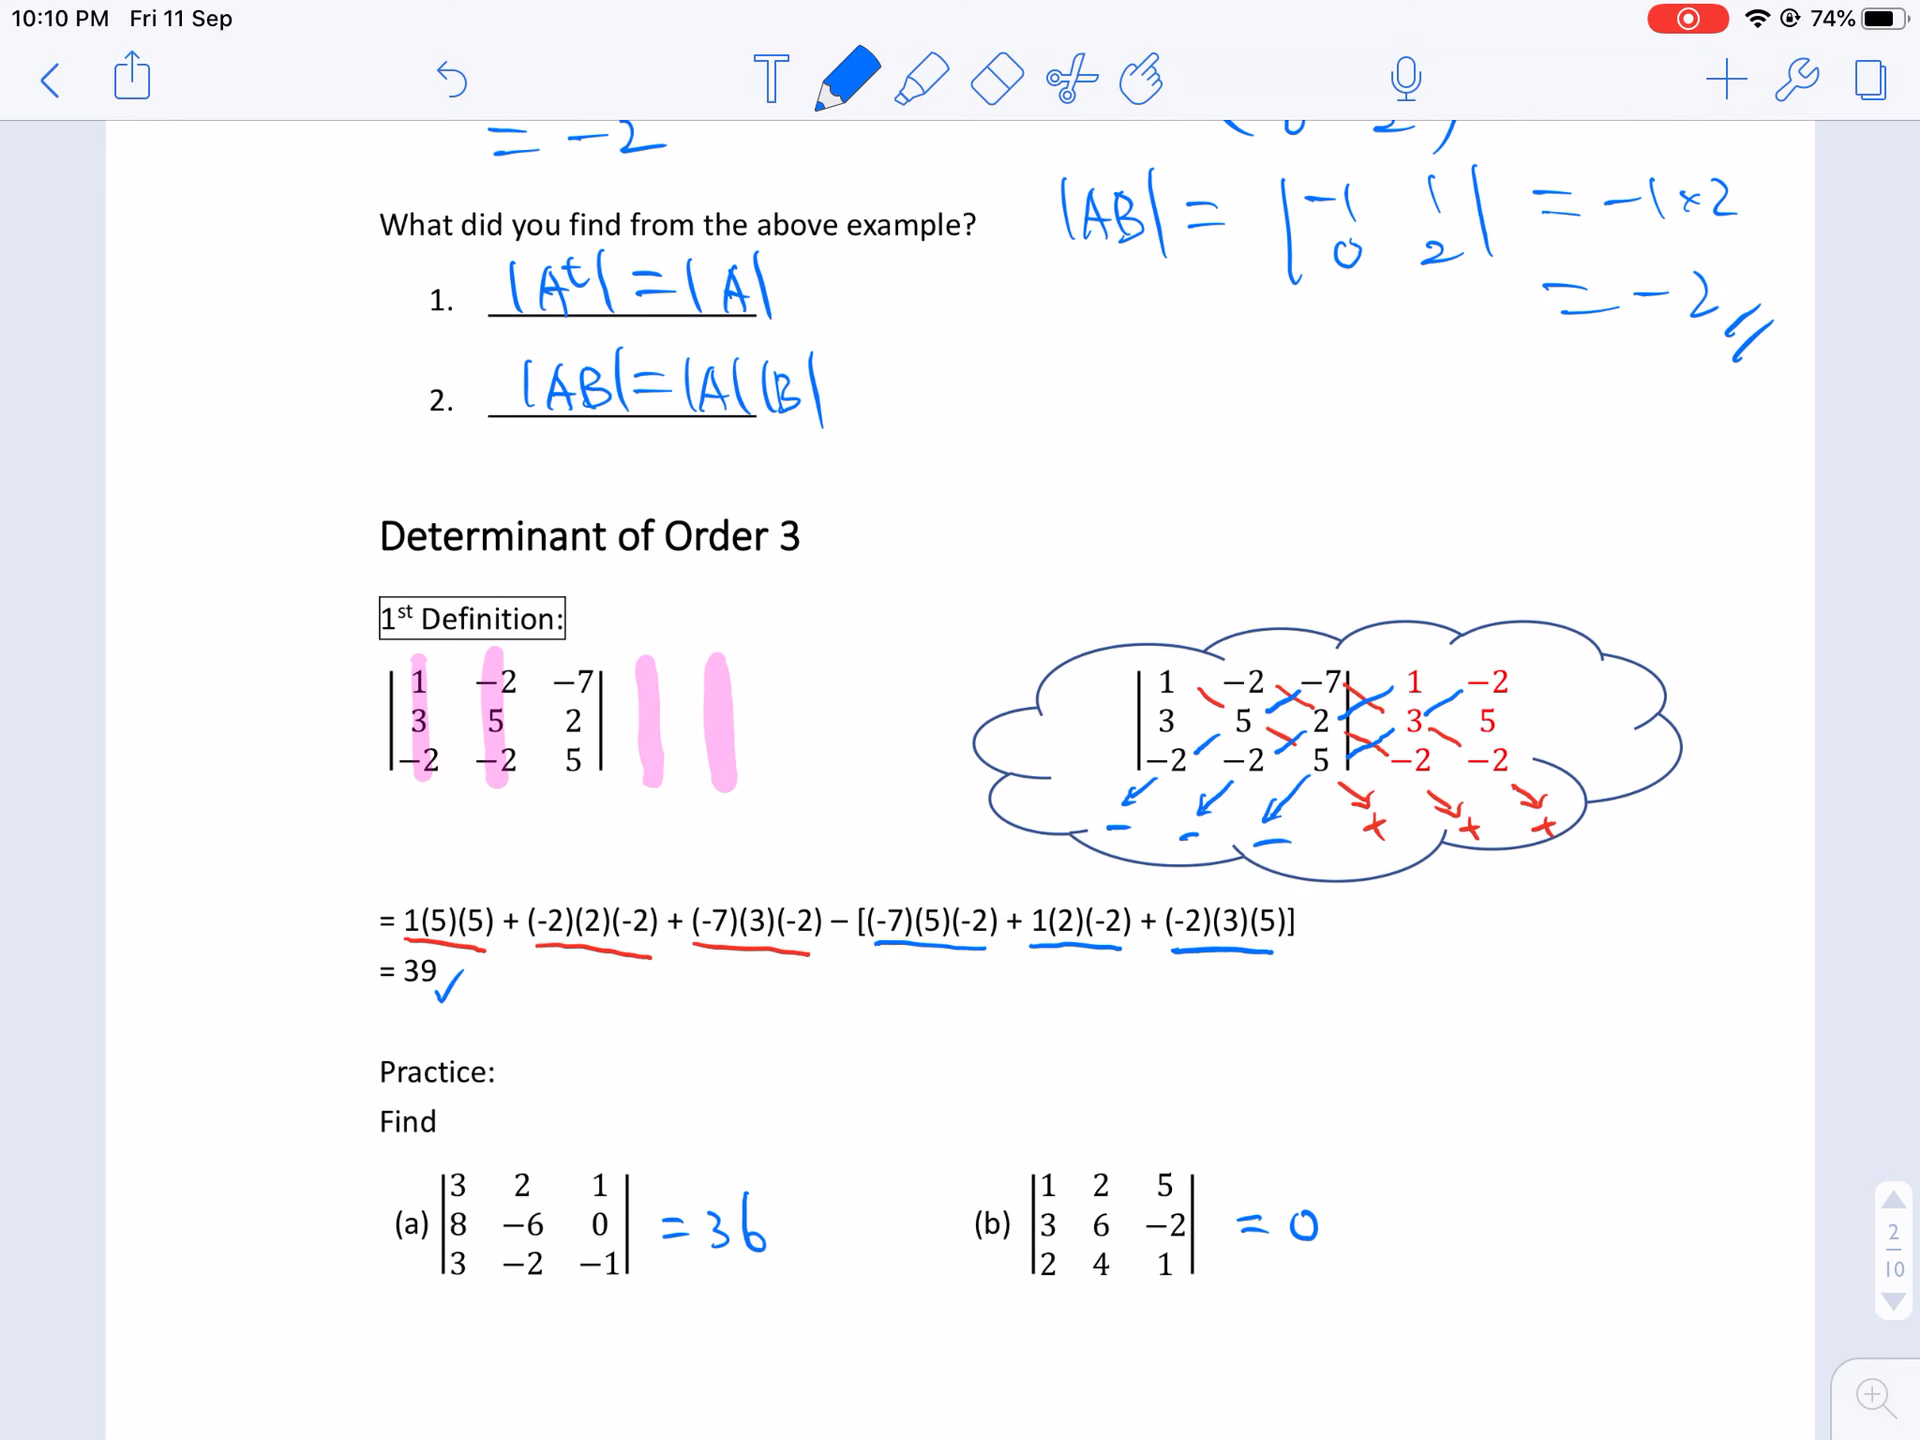 10:10 PM Fri 11 Sep 74%
= -2
( 0 2 )
What did you find from the above example?
|AB| = |-1 1| = -1 × 2
0 2
= -2
1. |Aᵗ| = |A|
2. |AB| = |A||B|
Determinant of Order 3
1st Definition:
|1 −2 −7|
|3 5 2|
|−2 −2 5|
|1 −2 −7| 1 −2
|3 5 2| 3 5
|−2 −2 5| −2 −2
- - - + + +
= 1(5)(5) + (-2)(2)(-2) + (-7)(3)(-2) – [(-7)(5)(-2) + 1(2)(-2) + (-2)(3)(5)]
= 39 ✓
Practice:
Find
(a) |3 2 1|
|8 −6 0| = 36
|3 −2 −1|
(b) |1 2 5|
|3 6 −2| = 0
|2 4 1|
2
10